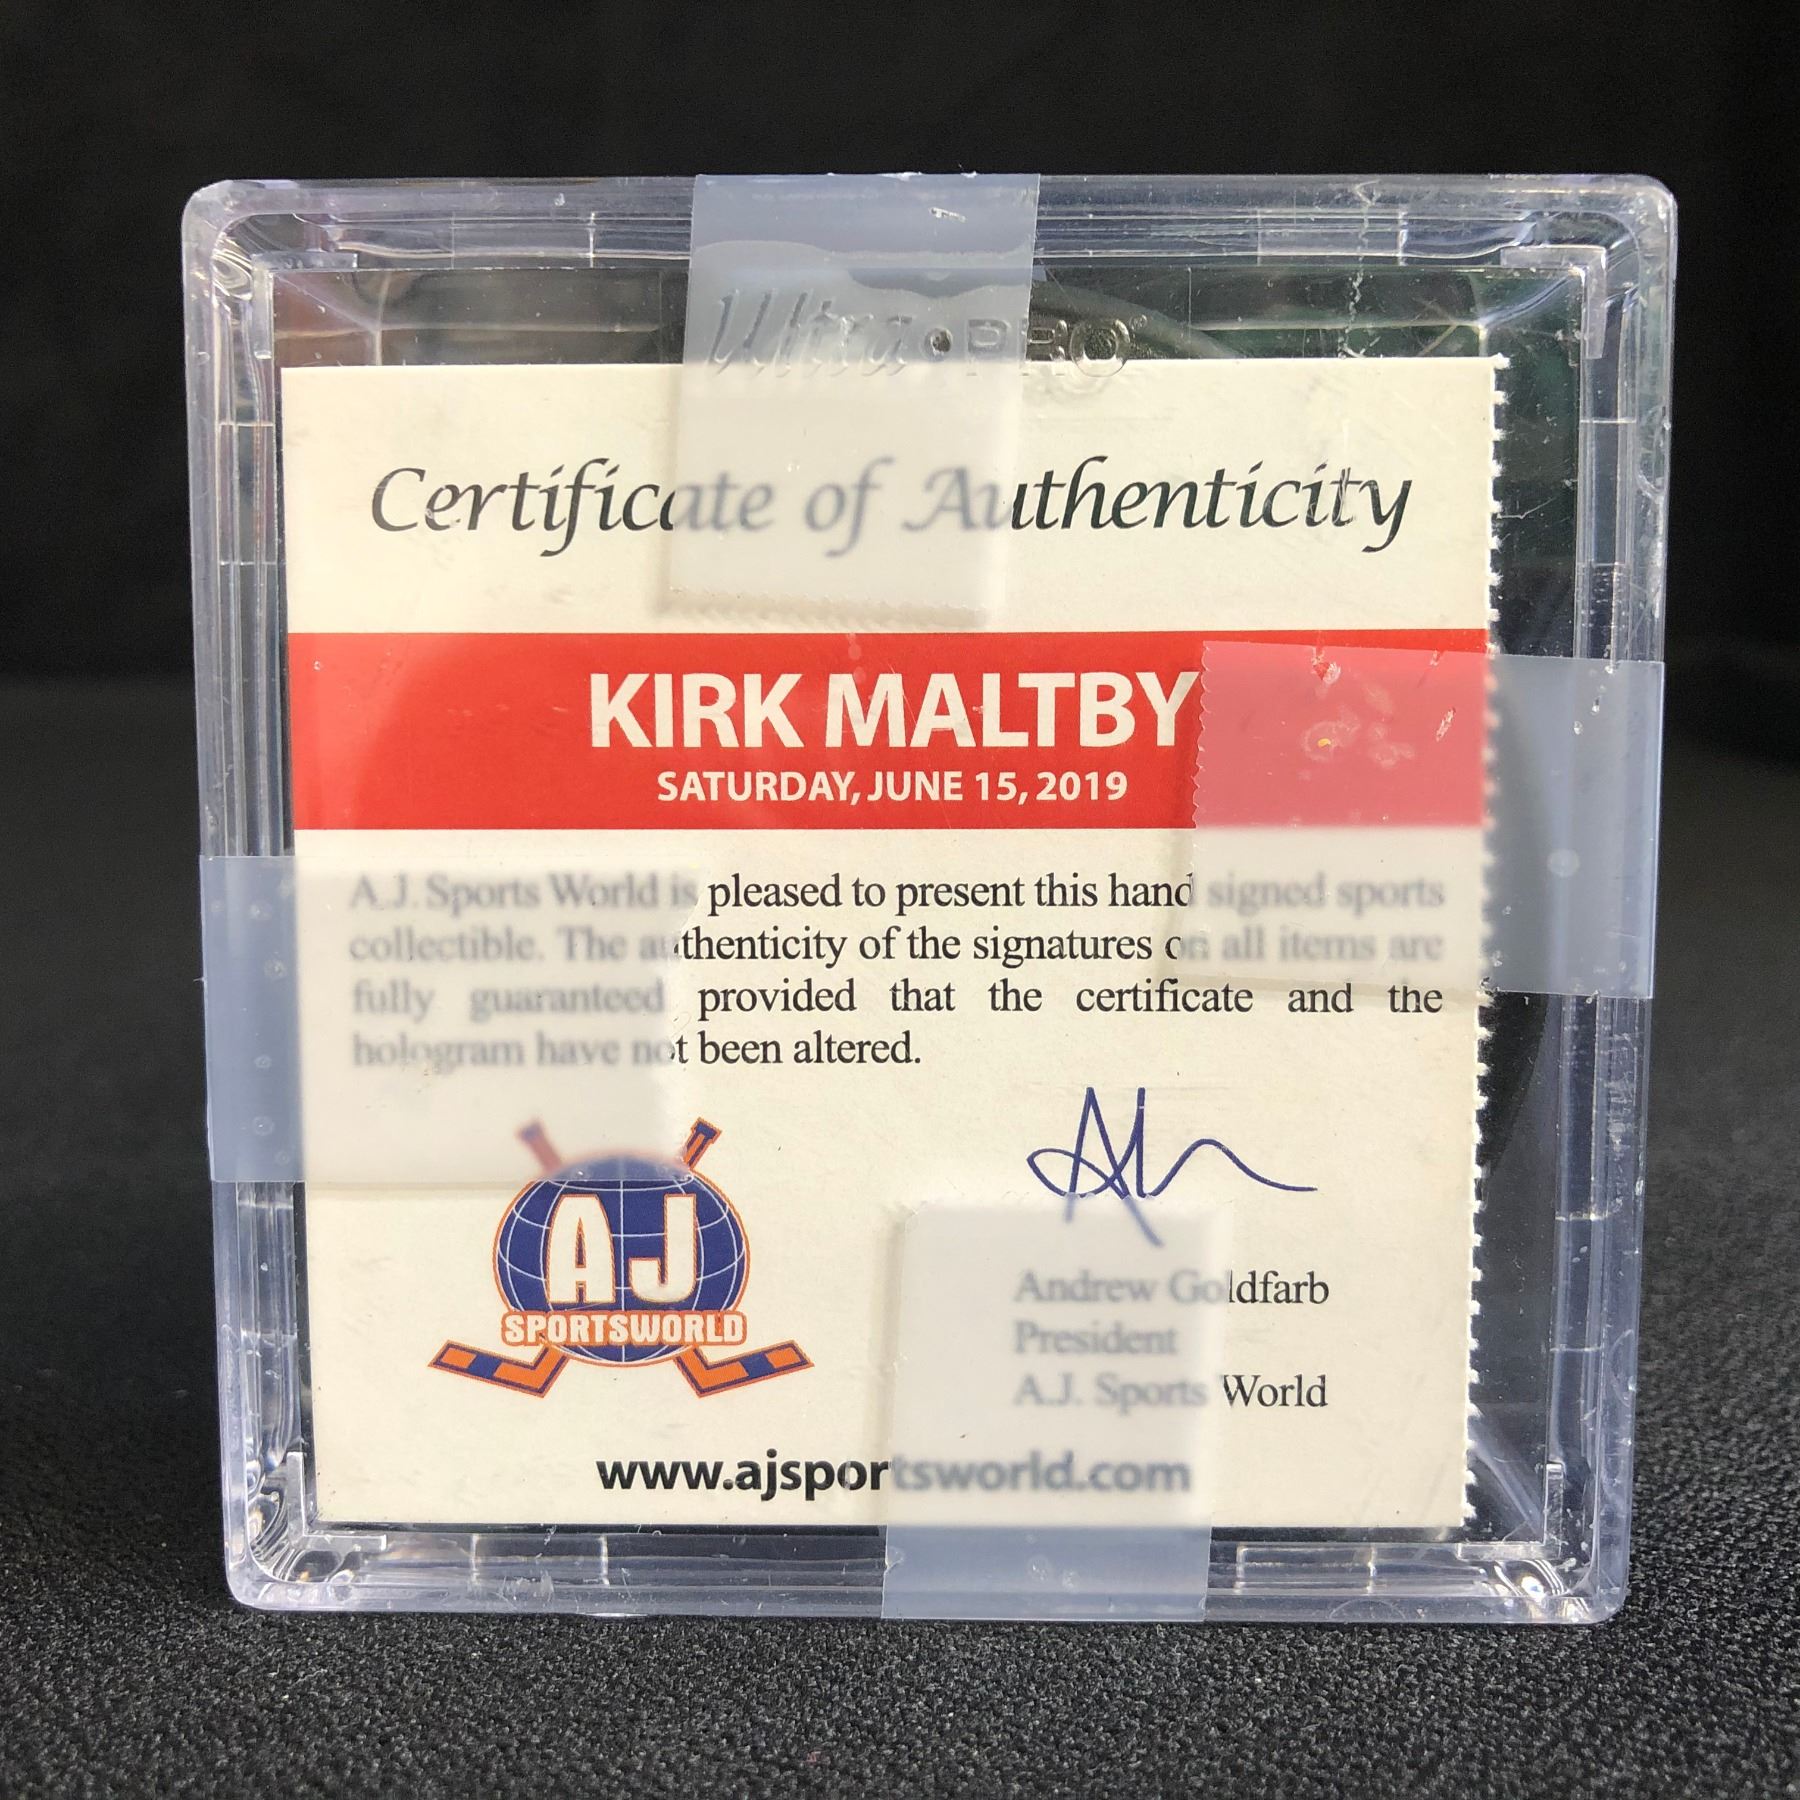 Ultra•PRO
Certificate of Authenticity
KIRK MALTBY
SATURDAY, JUNE 15, 2019
A.J. Sports World is pleased to present this hand signed sports
collectible. The authenticity of the signatures on all items are
fully guaranteed provided that the certificate and the
hologram have not been altered.
AJ
SPORTSWORLD
Andrew Goldfarb
President
A.J. Sports World
www.ajsportsworld.com